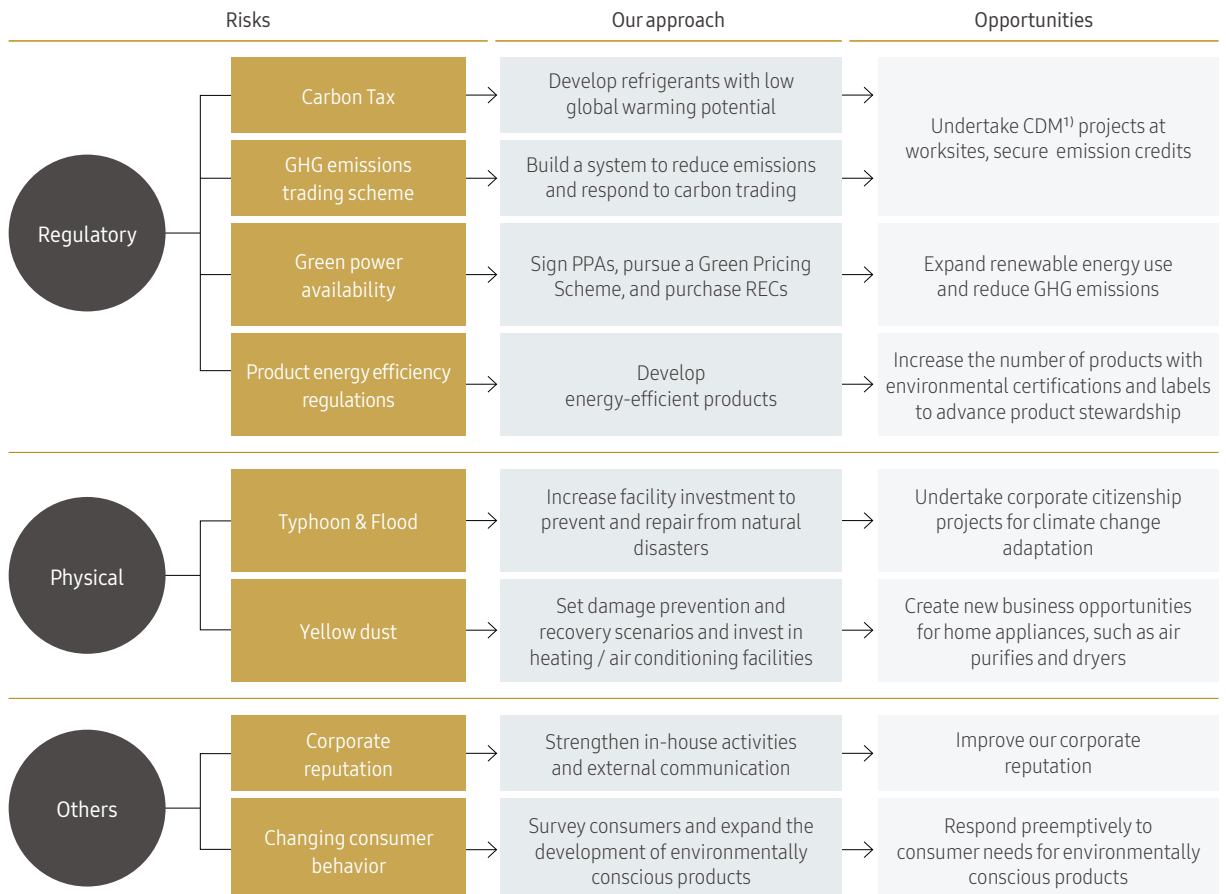 Risks
Our approach
Opportunities
Regulatory
Carbon Tax
Develop refrigerants with low
global warming potential
Undertake CDM¹⁾ projects at
worksites, secure emission credits
GHG emissions
trading scheme
Build a system to reduce emissions
and respond to carbon trading
Green power
availability
Sign PPAs, pursue a Green Pricing
Scheme, and purchase RECs
Expand renewable energy use
and reduce GHG emissions
Product energy efficiency
regulations
Develop
energy-efficient products
Increase the number of products with
environmental certifications and labels
to advance product stewardship
Physical
Typhoon & Flood
Increase facility investment to
prevent and repair from natural
disasters
Undertake corporate citizenship
projects for climate change
adaptation
Yellow dust
Set damage prevention and
recovery scenarios and invest in
heating / air conditioning facilities
Create new business opportunities
for home appliances, such as air
purifies and dryers
Others
Corporate
reputation
Strengthen in-house activities
and external communication
Improve our corporate
reputation
Changing consumer
behavior
Survey consumers and expand the
development of environmentally
conscious products
Respond preemptively to
consumer needs for environmentally
conscious products